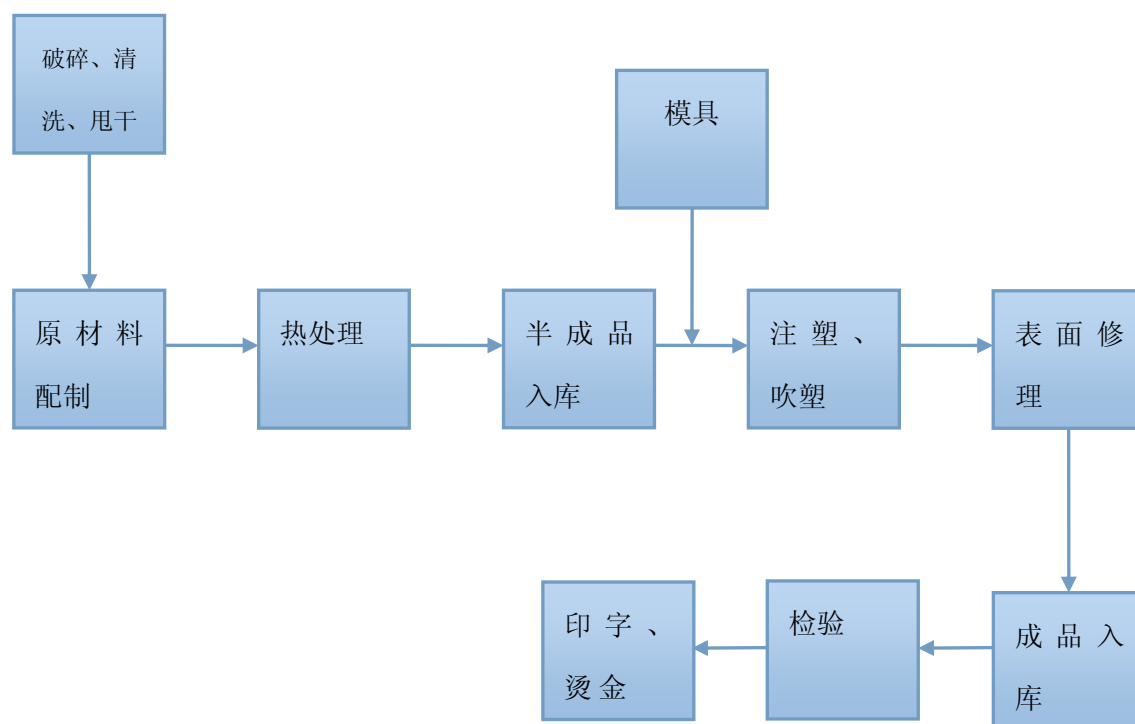 破碎、清
洗、甩干
模具
原材料
配制
热处理
半成品
入库
注塑、
吹塑
表面修
理
印字、
烫金
检验
成品入
库